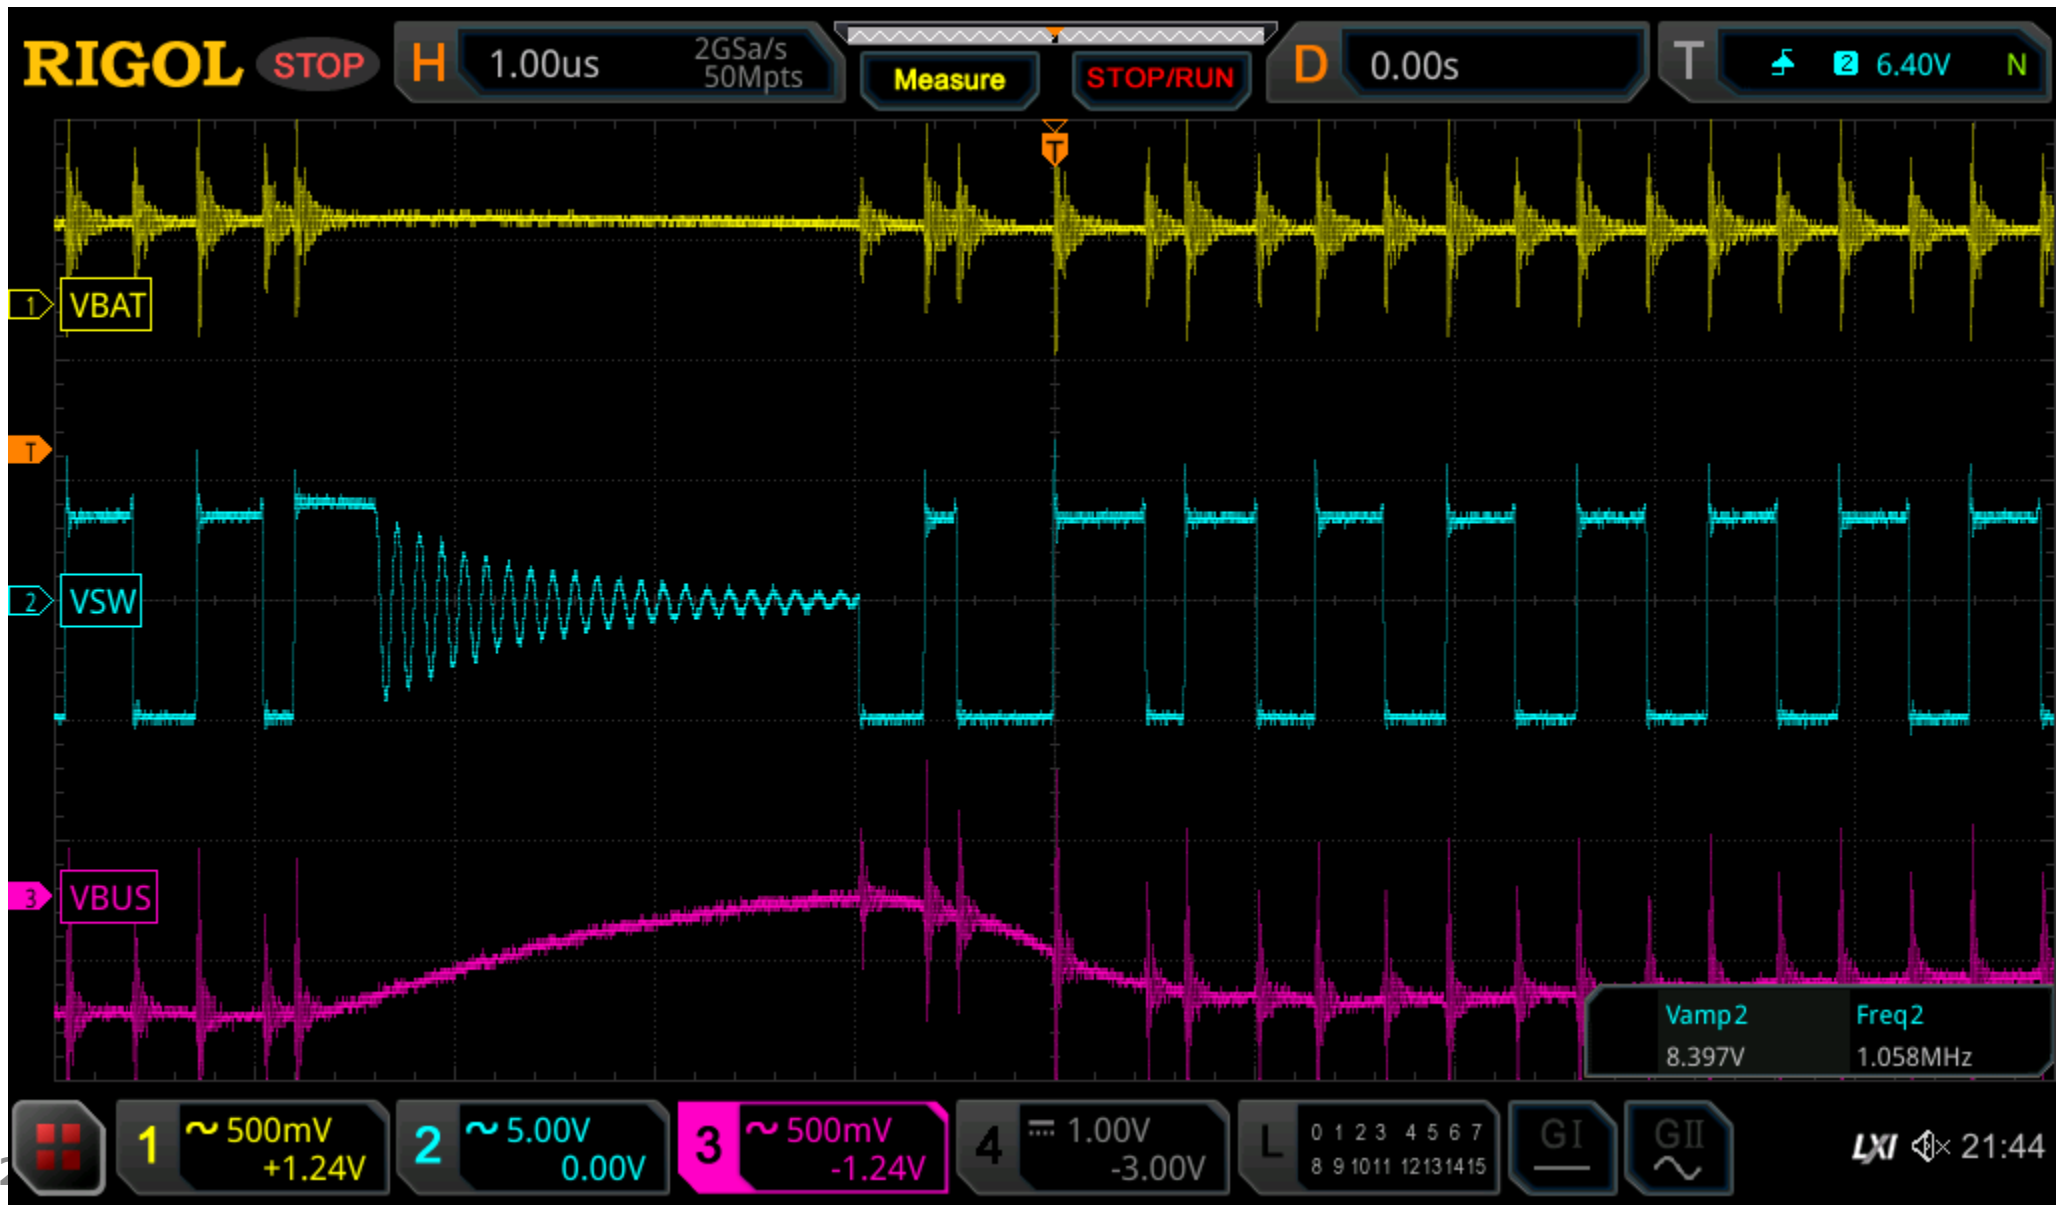 RIGOL STOP H 1.00us 2GSa/s 50Mpts Measure STOP/RUN D 0.00s T 2 6.40V N
T
1 VBAT
T
2 VSW
3 VBUS
Vamp2 Freq2
8.397V 1.058MHz
1 500mV +1.24V
2 5.00V 0.00V
3 500mV -1.24V
4 1.00V -3.00V
L 0 1 2 3 4 5 6 7
8 9 10 11 12 13 14 15
GI GII
LXI 21:44